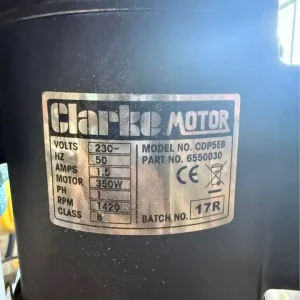 Clarke MOTOR
VOLTS 230~ MODEL NO. CDP5EB
HZ 50 PART NO. 6550030
AMPS 1.5
MOTOR 350W
PH 1
RPM 1420
CLASS B BATCH NO. 17R
CE